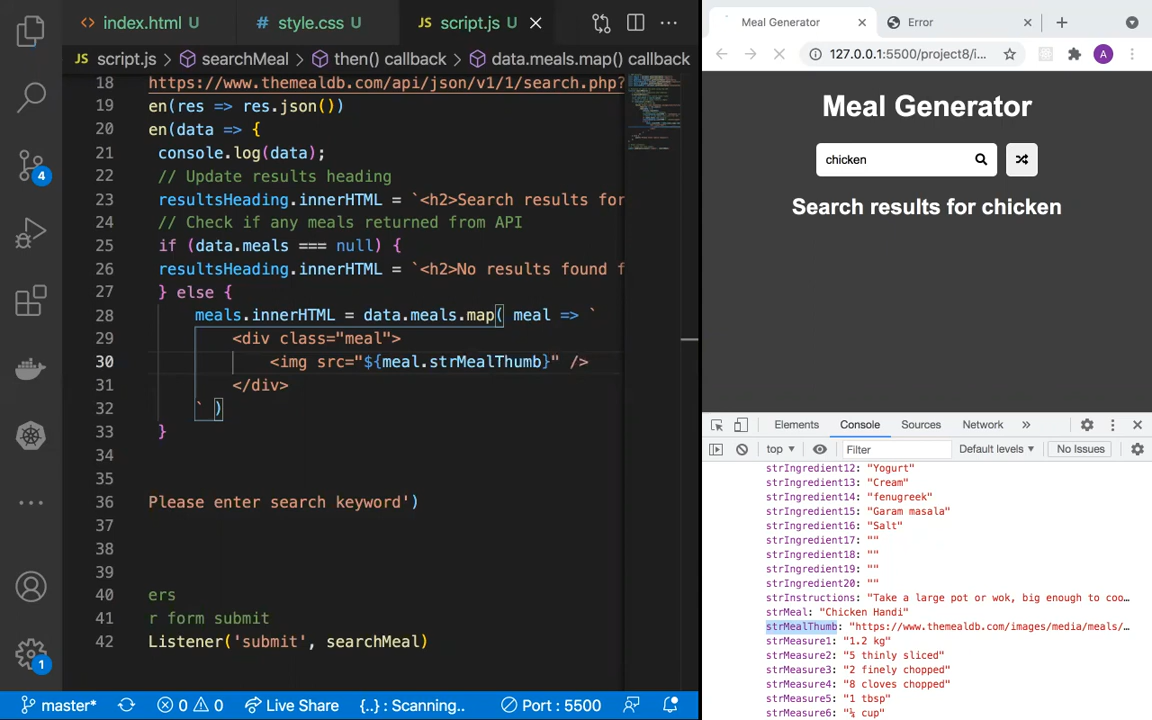 index.html U
# style.css U
JS script.js U
JS script.js > searchMeal > then() callback > data.meals.map() callback
18 https://www.themealdb.com/api/json/v1/1/search.php?
19 en(res => res.json())
20 en(data => {
21 console.log(data);
22 // Update results heading
23 resultsHeading.innerHTML = `<h2>Search results for
24 // Check if any meals returned from API
25 if (data.meals === null) {
26 resultsHeading.innerHTML = `<h2>No results found f
27 } else {
28 meals.innerHTML = data.meals.map( meal => `
29 <div class="meal">
30 <img src="${meal.strMealThumb}" />
31 </div>
32 ` )
33 }
34
35
36 Please enter search keyword')
37
38
39
40 ers
41 r form submit
42 Listener('submit', searchMeal)
4
1
master*
0 0
Live Share
{..} : Scanning..
Port : 5500
Meal Generator
Error
127.0.0.1:5500/project8/i...
A
Meal Generator
chicken
Search results for chicken
Elements Console Sources Network »
top Filter Default levels No Issues
strIngredient12: "Yogurt"
strIngredient13: "Cream"
strIngredient14: "fenugreek"
strIngredient15: "Garam masala"
strIngredient16: "Salt"
strIngredient17: ""
strIngredient18: ""
strIngredient19: ""
strIngredient20: ""
strInstructions: "Take a large pot or wok, big enough to coo…
strMeal: "Chicken Handi"
strMealThumb: "https://www.themealdb.com/images/media/meals/…
strMeasure1: "1.2 kg"
strMeasure2: "5 thinly sliced"
strMeasure3: "2 finely chopped"
strMeasure4: "8 cloves chopped"
strMeasure5: "1 tbsp"
strMeasure6: "¼ cup"